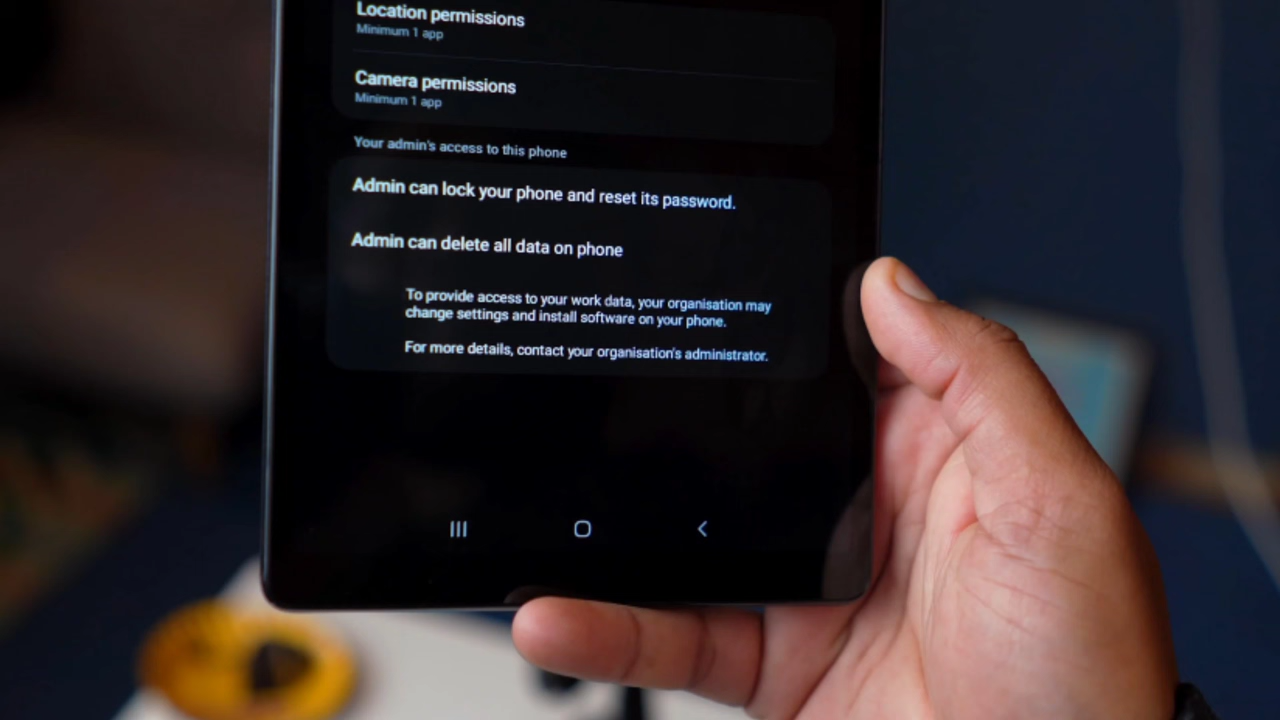 Location permissions
Minimum 1 app
Camera permissions
Minimum 1 app
Your admin's access to this phone
Admin can lock your phone and reset its password.
Admin can delete all data on phone
To provide access to your work data, your organisation may
change settings and install software on your phone.
For more details, contact your organisation's administrator.